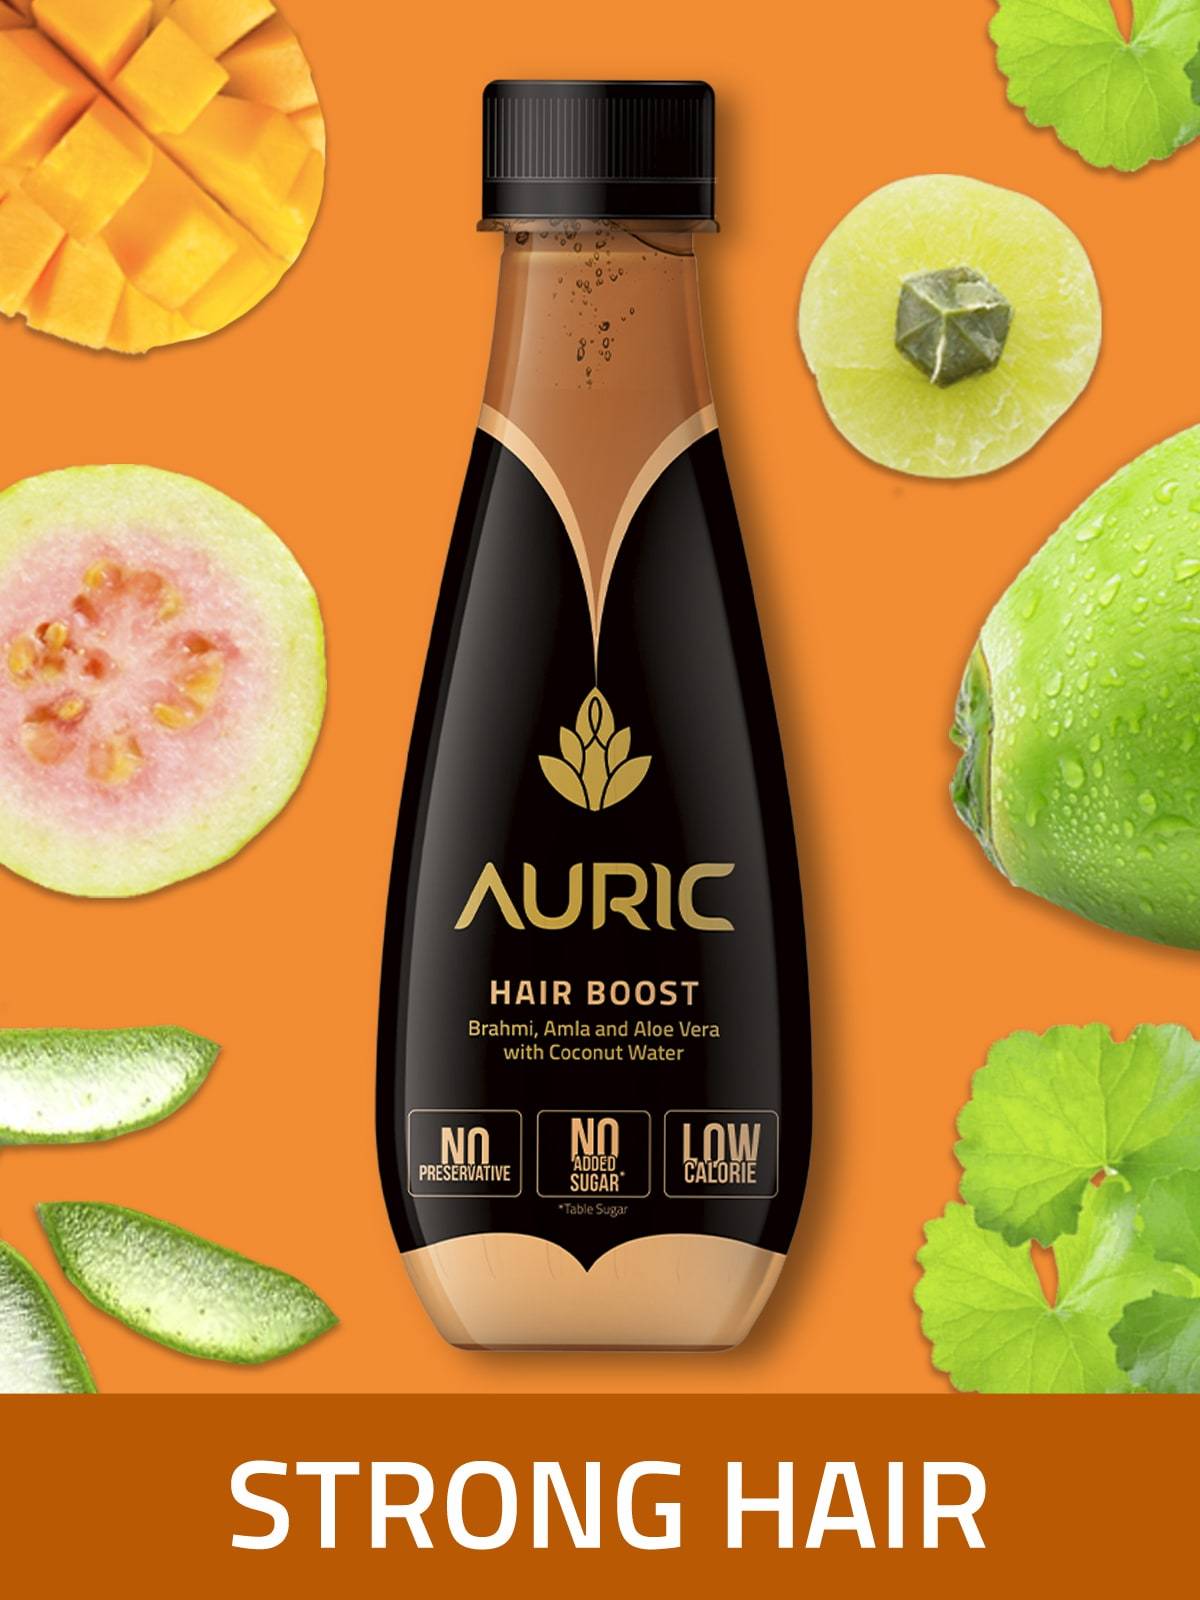 AURIC
HAIR BOOST
Brahmi, Amla and Aloe Vera
with Coconut Water
NO
PRESERVATIVE
NO
ADDED
SUGAR*
LOW
CALORIE
*Table Sugar
STRONG HAIR